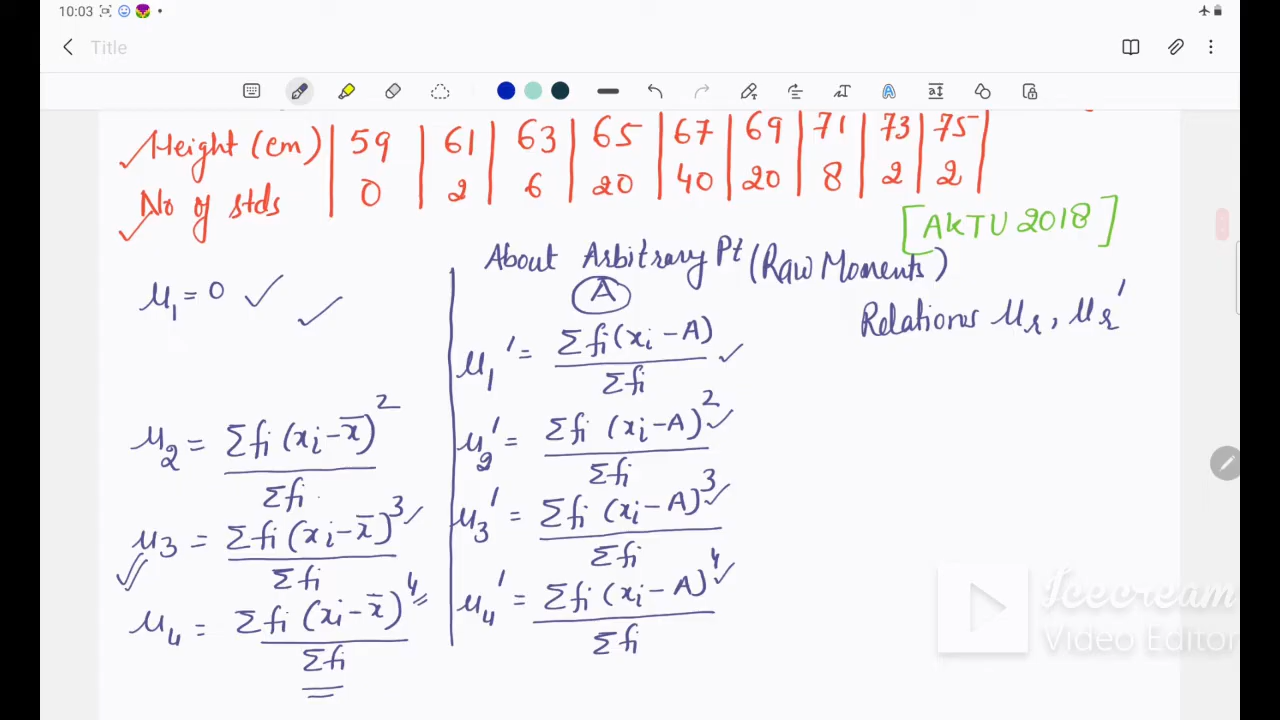 10:03
Title
Height (cm) | 59 | 61 | 63 | 65 | 67 | 69 | 71 | 73 | 75 |
No of stds | 0 | 2 | 6 | 20 | 40 | 20 | 8 | 2 | 2 |
[AKTU 2018]
μ₁ = 0 ✓ ✓
μ₂ = Σfi (xi - x̄)² / Σfi
μ₃ = Σfi (xi - x̄)³ / Σfi
μ₄ = Σfi (xi - x̄)⁴ / Σfi
About Arbitrary Pt (Raw Moments)
A
μ₁' = Σfi (xi - A) / Σfi
μ₂' = Σfi (xi - A)² / Σfi
μ₃' = Σfi (xi - A)³ / Σfi
μ₄' = Σfi (xi - A)⁴ / Σfi
Relations μr, μr'
Icecream
Video Editor